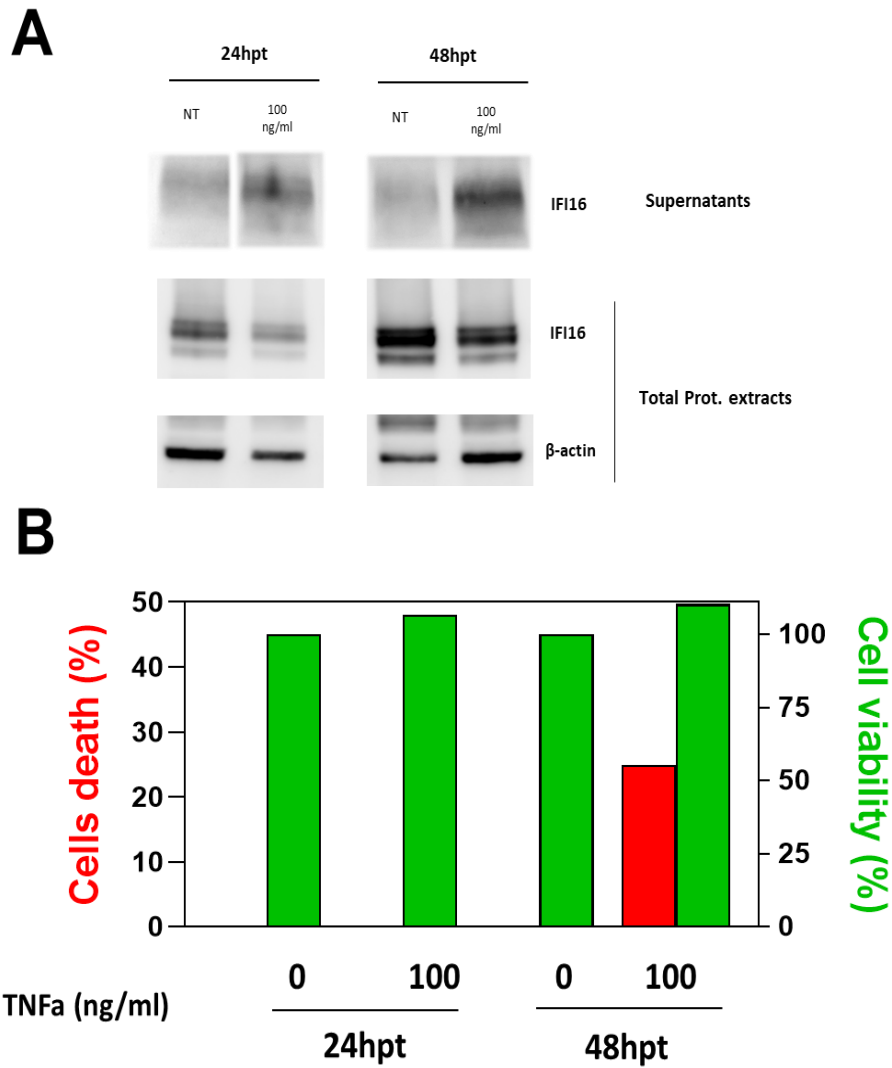 A
24hpt 48hpt
NT 100 ng/ml NT 100 ng/ml
IFI16 Supernatants
IFI16
Total Prot. extracts
β-actin
B
Cells death (%)
50
40
30
20
10
0
100
75
50
25
0
Cell viability (%)
TNFa (ng/ml)
0 100 0 100
24hpt 48hpt